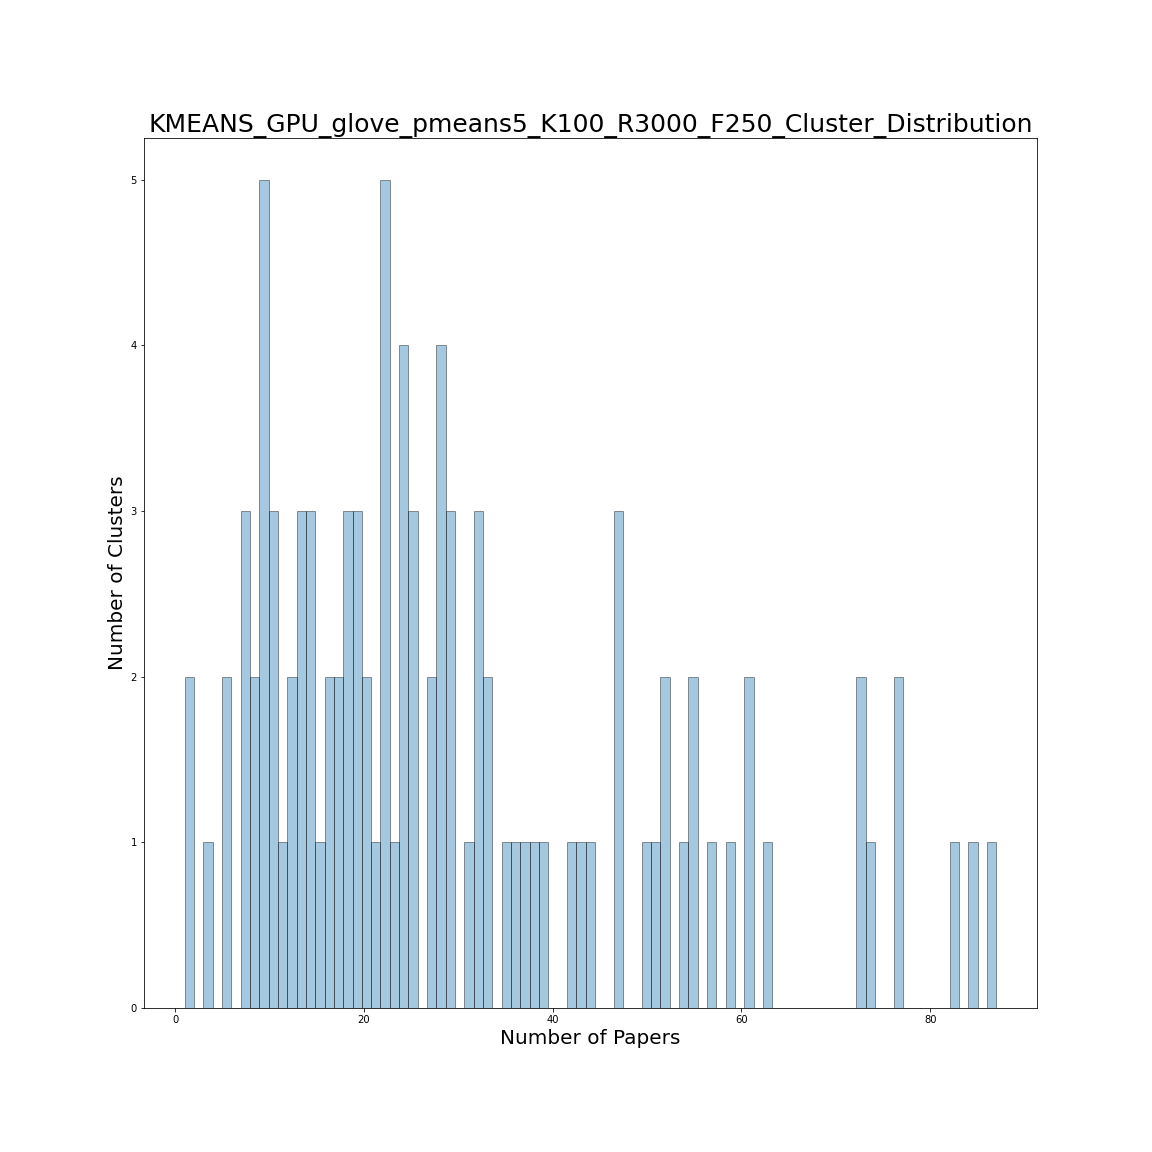 KMEANS_GPU_glove_pmeans5_K100_R3000_F250_Cluster_Distribution
5
4
3
2
1
0
Number of Clusters
0 20 40 60 80
Number of Papers